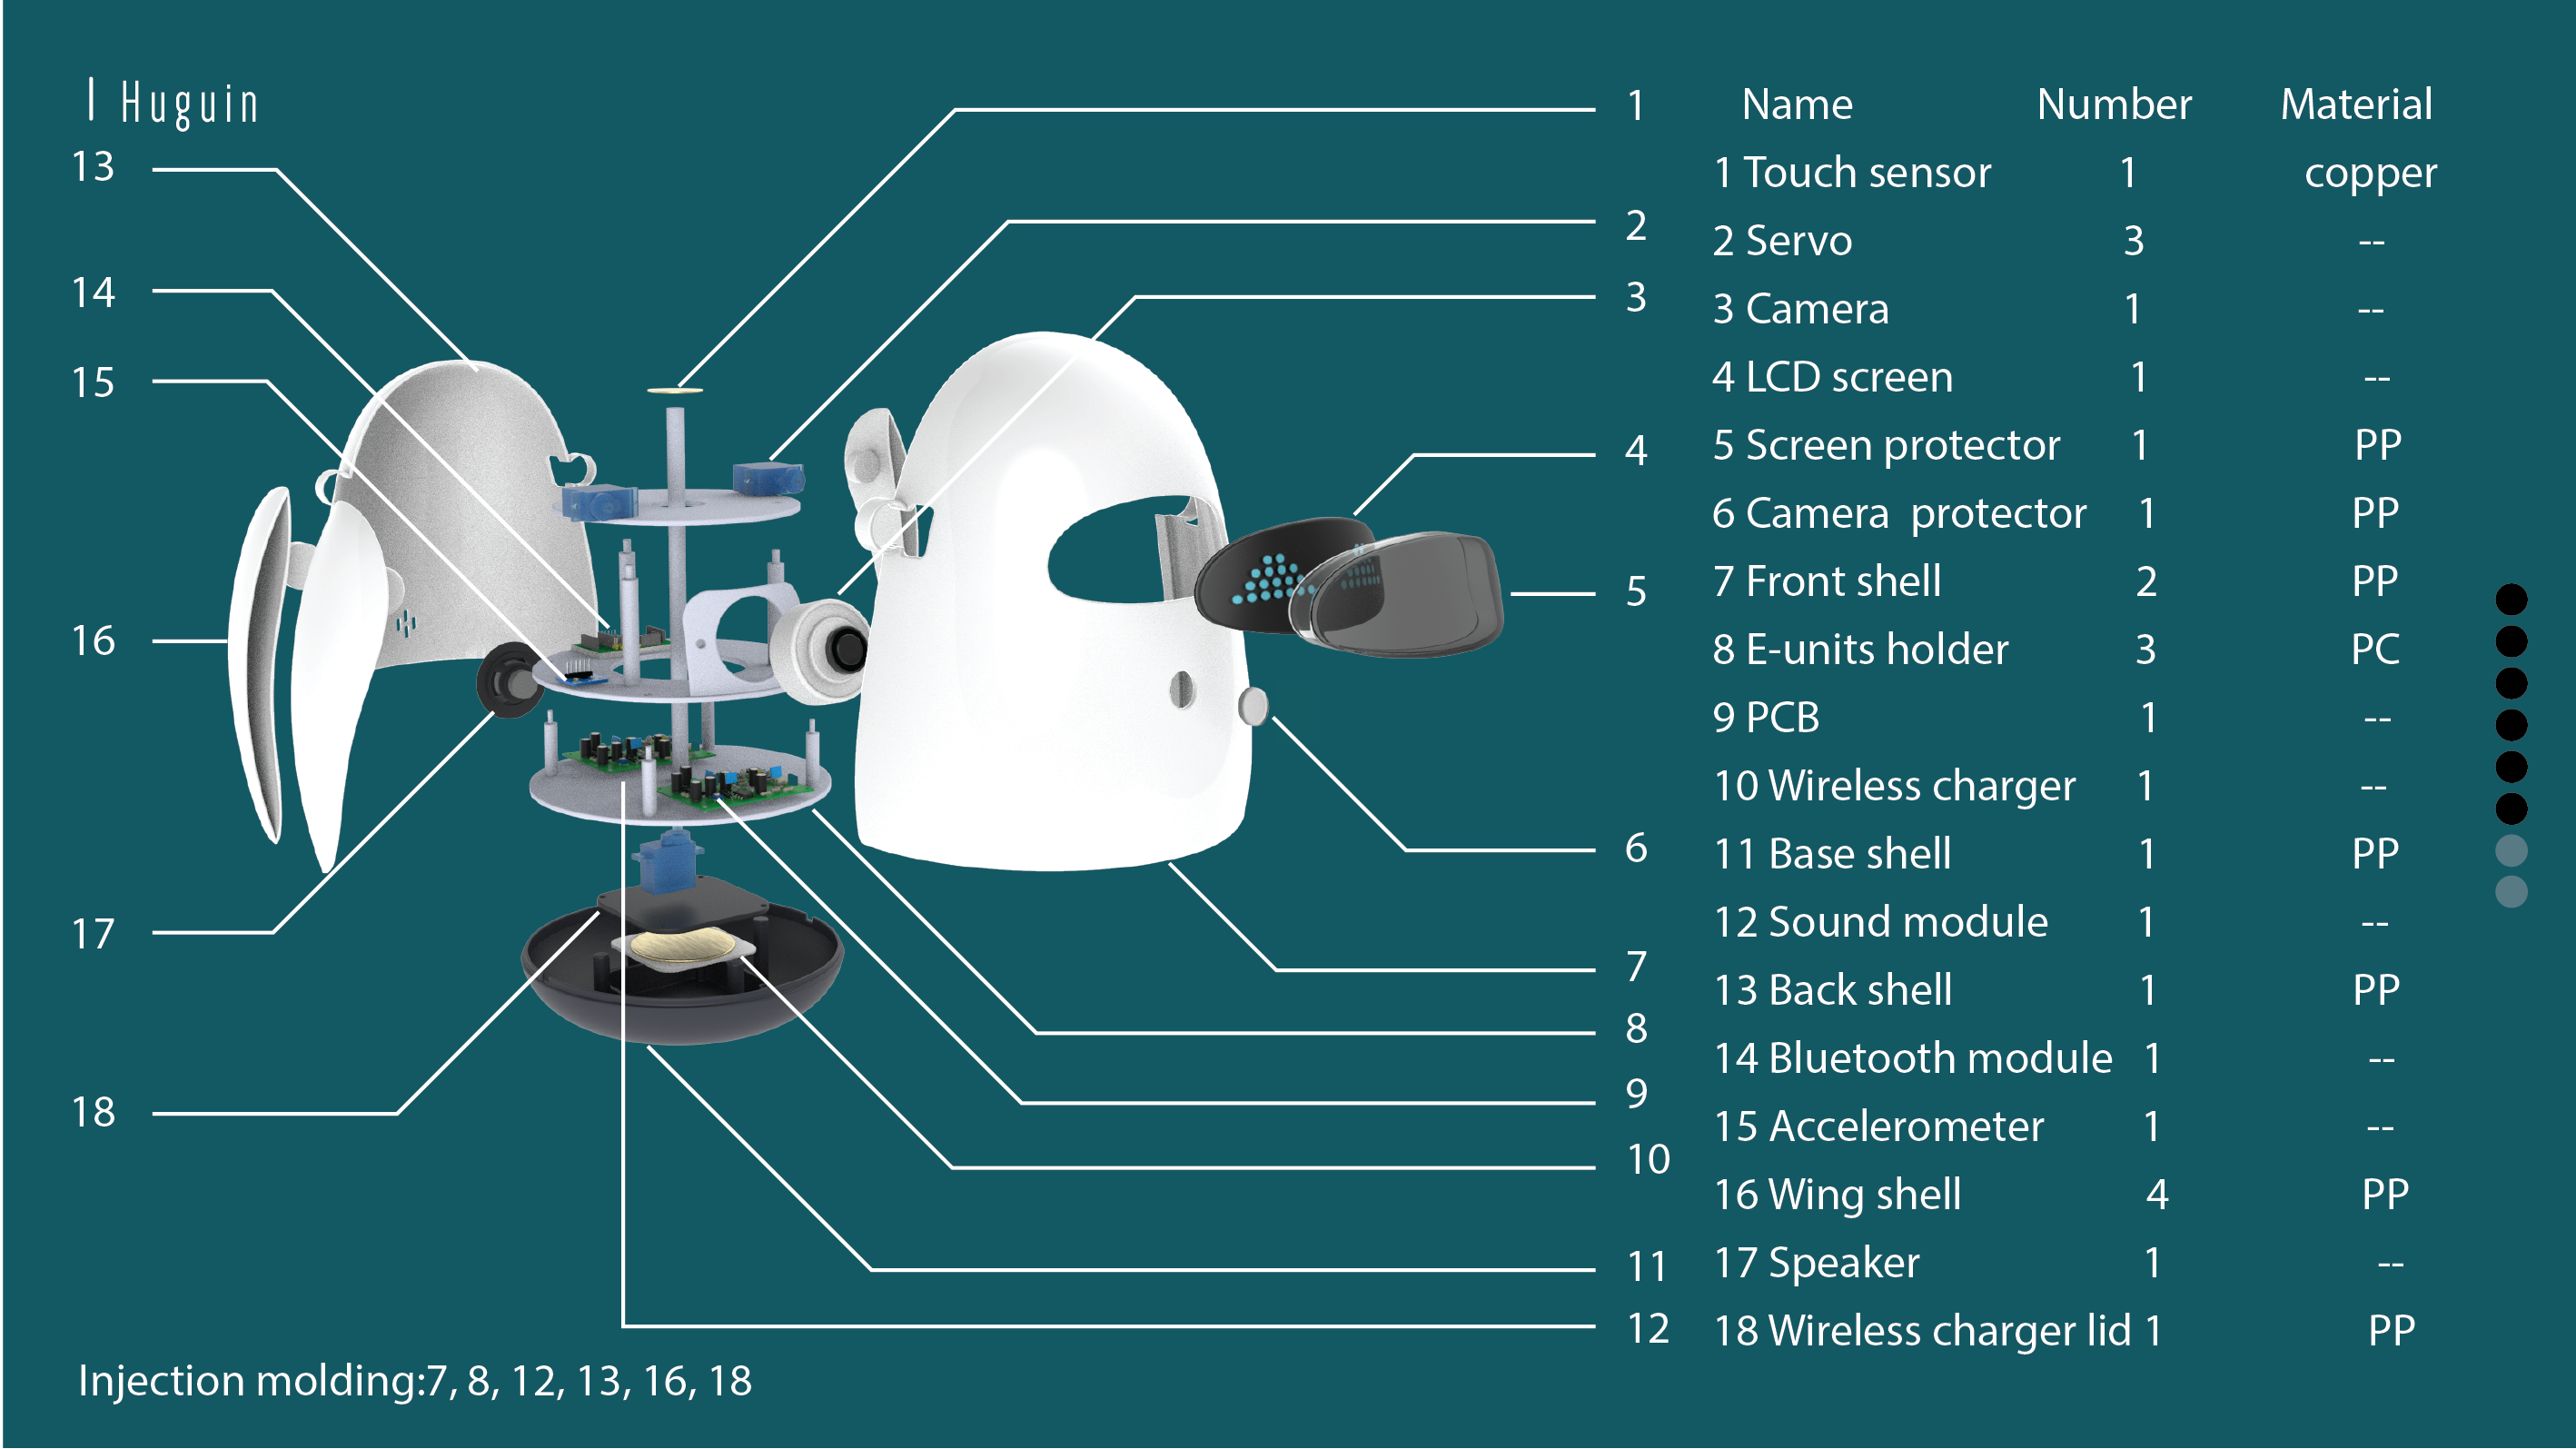 | Huguin
13
14
15
16
17
18
1
2
3
4
5
6
7
8
9
10
11
12
Name Number Material
1 Touch sensor 1 copper
2 Servo 3 --
3 Camera 1 --
4 LCD screen 1 --
5 Screen protector 1 PP
6 Camera protector 1 PP
7 Front shell 2 PP
8 E-units holder 3 PC
9 PCB 1 --
10 Wireless charger 1 --
11 Base shell 1 PP
12 Sound module 1 --
13 Back shell 1 PP
14 Bluetooth module 1 --
15 Accelerometer 1 --
16 Wing shell 4 PP
17 Speaker 1 --
18 Wireless charger lid 1 PP
Injection molding:7, 8, 12, 13, 16, 18